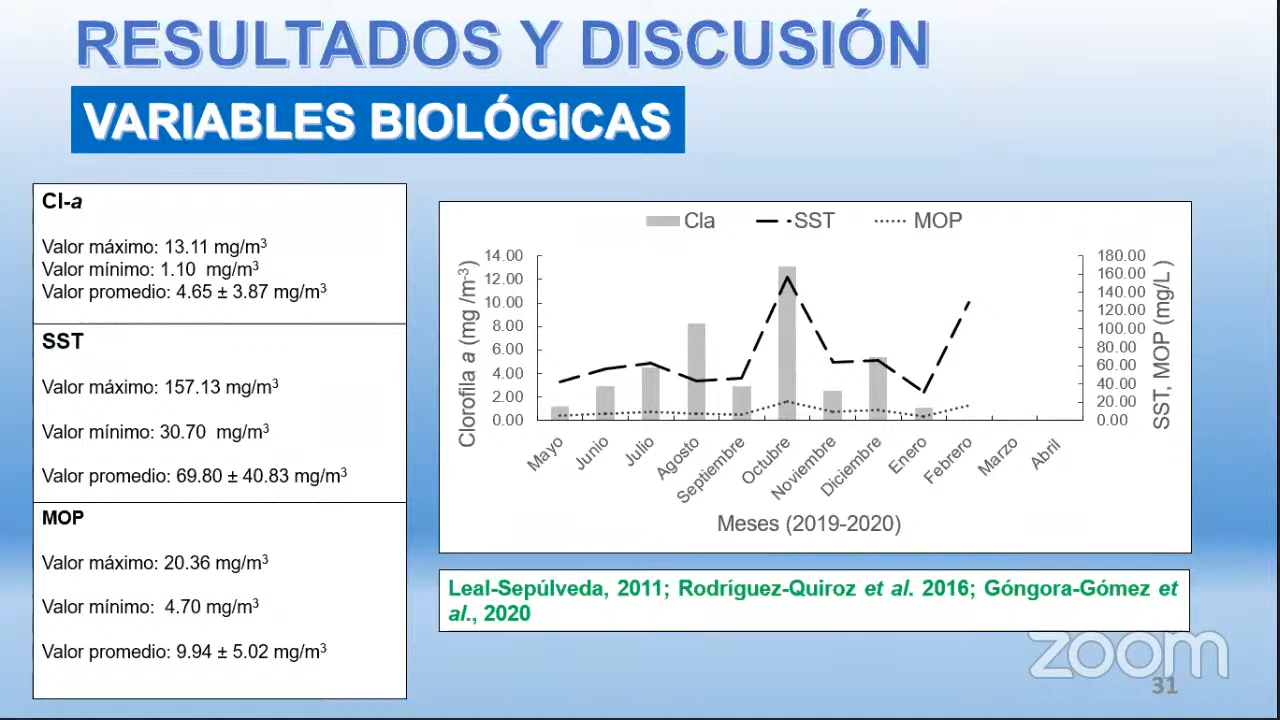 RESULTADOS Y DISCUSIÓN
VARIABLES BIOLÓGICAS
Cl-a
Valor máximo: 13.11 mg/m³
Valor mínimo: 1.10 mg/m³
Valor promedio: 4.65 ± 3.87 mg/m³
SST
Valor máximo: 157.13 mg/m³
Valor mínimo: 30.70 mg/m³
Valor promedio: 69.80 ± 40.83 mg/m³
MOP
Valor máximo: 20.36 mg/m³
Valor mínimo: 4.70 mg/m³
Valor promedio: 9.94 ± 5.02 mg/m³
Cla SST MOP
Clorofila a (mg /m⁻³)
14.00
12.00
10.00
8.00
6.00
4.00
2.00
0.00
180.00
160.00
140.00
120.00
100.00
80.00
60.00
40.00
20.00
0.00
SST, MOP (mg/L )
Mayo
Junio
Julio
Agosto
Septiembre
Octubre
Noviembre
Diciembre
Enero
Febrero
Marzo
Abril
Meses (2019-2020)
Leal-Sepúlveda, 2011; Rodríguez-Quiroz et al. 2016; Góngora-Gómez et
al., 2020
zoom
31